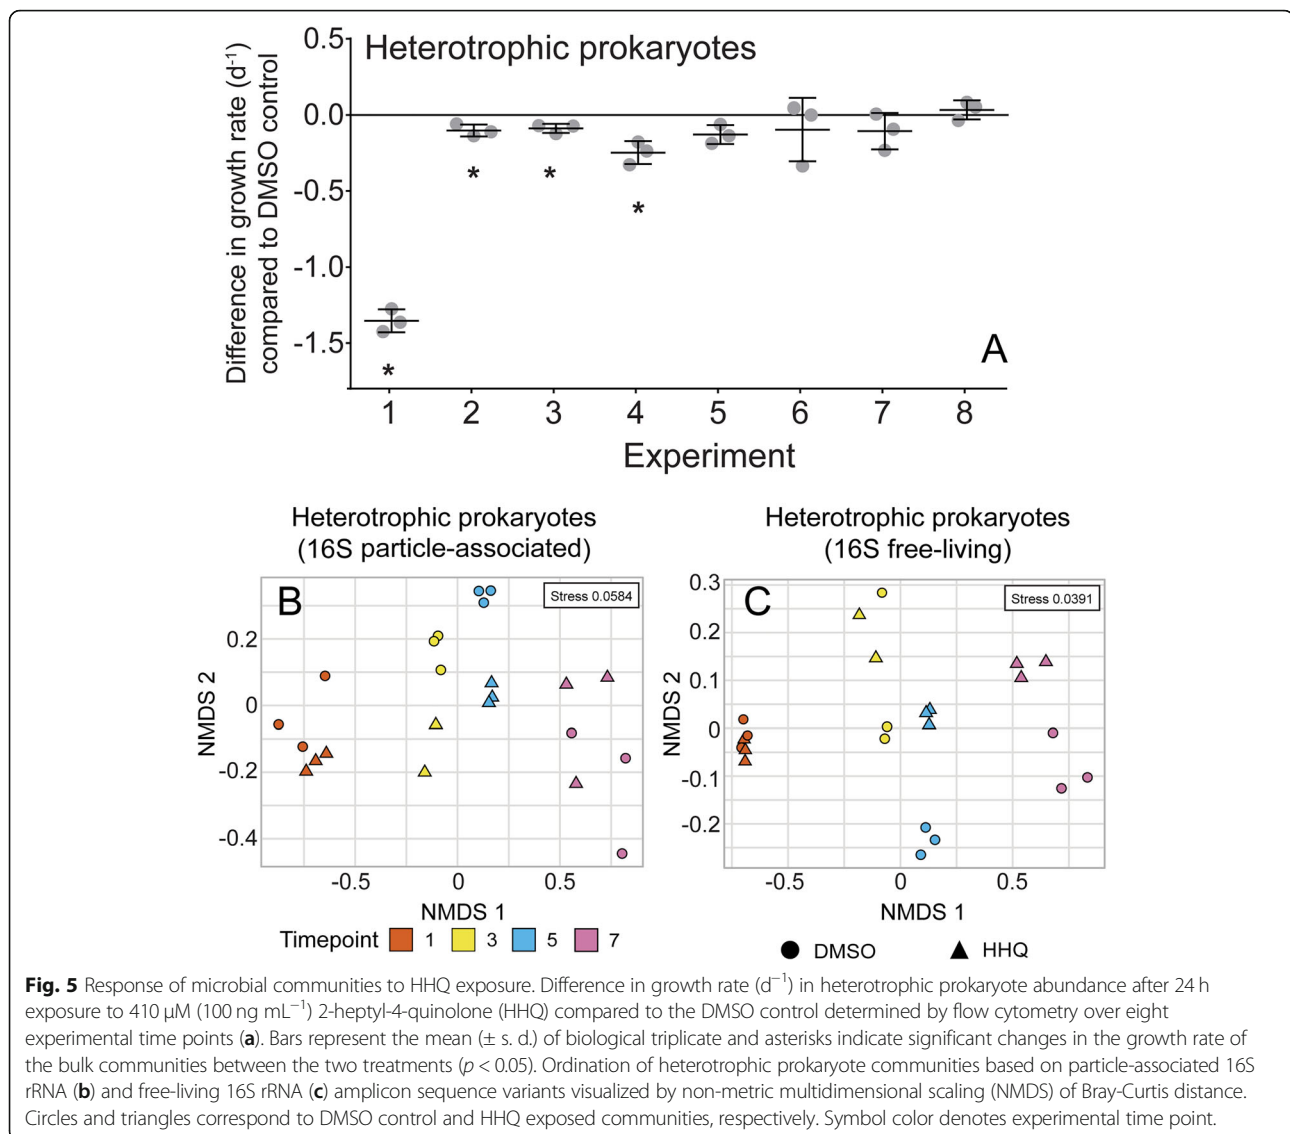 Heterotrophic prokaryotes
Difference in growth rate (d⁻¹)
compared to DMSO control
0.5
0.0
-0.5
-1.0
-1.5
*
*
*
*
A
1 2 3 4 5 6 7 8
Experiment
Heterotrophic prokaryotes
(16S particle-associated)
B
Stress 0.0584
NMDS 2
0.2
0
-0.2
-0.4
-0.5 0 0.5
NMDS 1
Heterotrophic prokaryotes
(16S free-living)
C
Stress 0.0391
NMDS 2
0.3
0.2
0.1
0
-0.1
-0.2
-0.5 0 0.5
NMDS 1
Timepoint 1 3 5 7
DMSO HHQ
Fig. 5 Response of microbial communities to HHQ exposure. Difference in growth rate (d⁻¹) in heterotrophic prokaryote abundance after 24 h
exposure to 410 μM (100 ng mL⁻¹) 2-heptyl-4-quinolone (HHQ) compared to the DMSO control determined by flow cytometry over eight
experimental time points (a). Bars represent the mean (± s. d.) of biological triplicate and asterisks indicate significant changes in the growth rate of
the bulk communities between the two treatments (p < 0.05). Ordination of heterotrophic prokaryote communities based on particle-associated 16S
rRNA (b) and free-living 16S rRNA (c) amplicon sequence variants visualized by non-metric multidimensional scaling (NMDS) of Bray-Curtis distance.
Circles and triangles correspond to DMSO control and HHQ exposed communities, respectively. Symbol color denotes experimental time point.